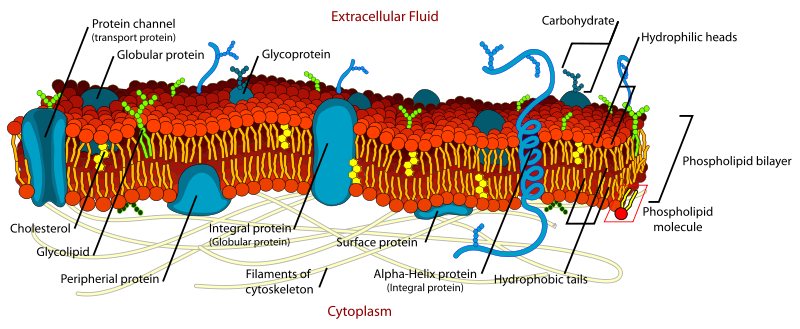 Extracellular Fluid
Protein channel
(transport protein)
Globular protein
Glycoprotein
Carbohydrate
Hydrophilic heads
Phospholipid bilayer
Phospholipid
molecule
Cholesterol
Glycolipid
Peripherial protein
Integral protein
(Globular protein)
Filaments of
cytoskeleton
Surface protein
Alpha-Helix protein
(Integral protein)
Hydrophobic tails
Cytoplasm